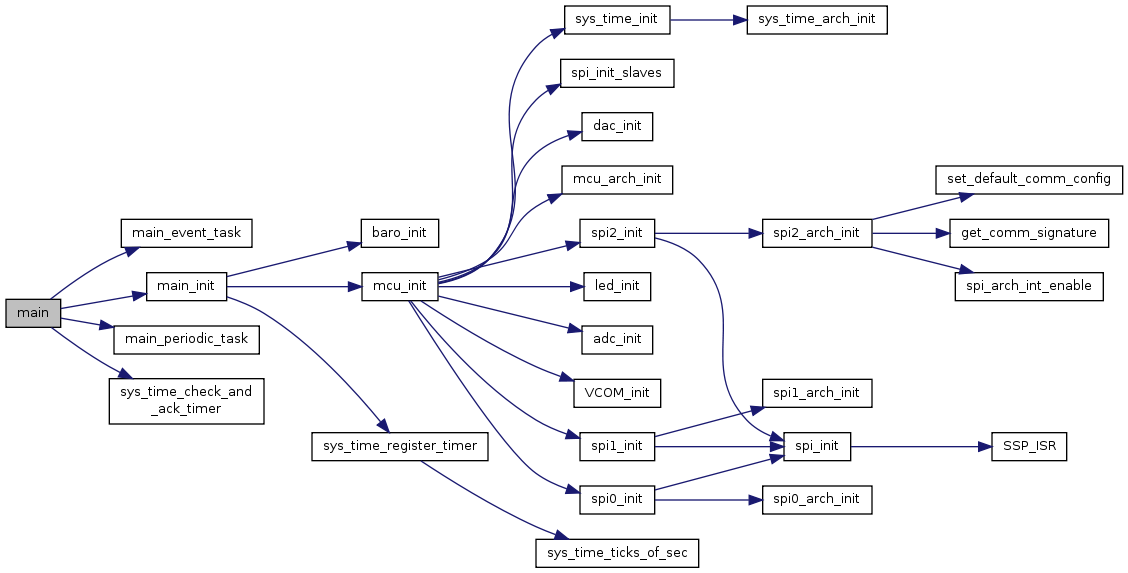 main
main_event_task
main_init
main_periodic_task
sys_time_check_and
_ack_timer
baro_init
mcu_init
sys_time_register_timer
sys_time_init
spi_init_slaves
dac_init
mcu_arch_init
spi2_init
led_init
adc_init
VCOM_init
spi1_init
spi0_init
sys_time_ticks_of_sec
sys_time_arch_init
spi2_arch_init
spi1_arch_init
spi_init
spi0_arch_init
set_default_comm_config
get_comm_signature
spi_arch_int_enable
SSP_ISR